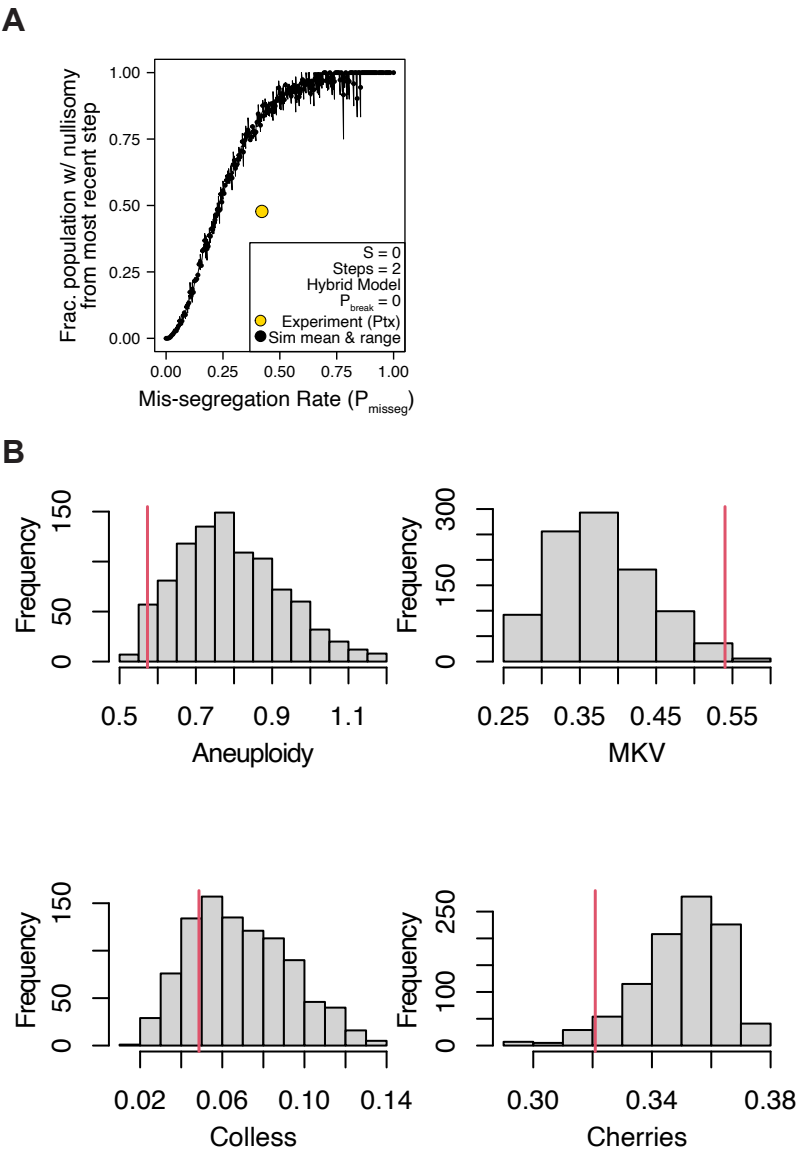 A
Frac. population w/ nullisomy
from most recent step
1.00
0.75
0.50
0.25
0.00
S = 0
Steps = 2
Hybrid Model
P break = 0
Experiment (Ptx)
Sim mean & range
0.00 0.25 0.50 0.75 1.00
Mis-segregation Rate (P misseg)
B
Frequency
150
50
0
0.5 0.7 0.9 1.1
Aneuploidy
Frequency
300
150
0
0.25 0.35 0.45 0.55
MKV
Frequency
150
50
0
0.02 0.06 0.10 0.14
Colless
Frequency
250
100
0
0.30 0.34 0.38
Cherries